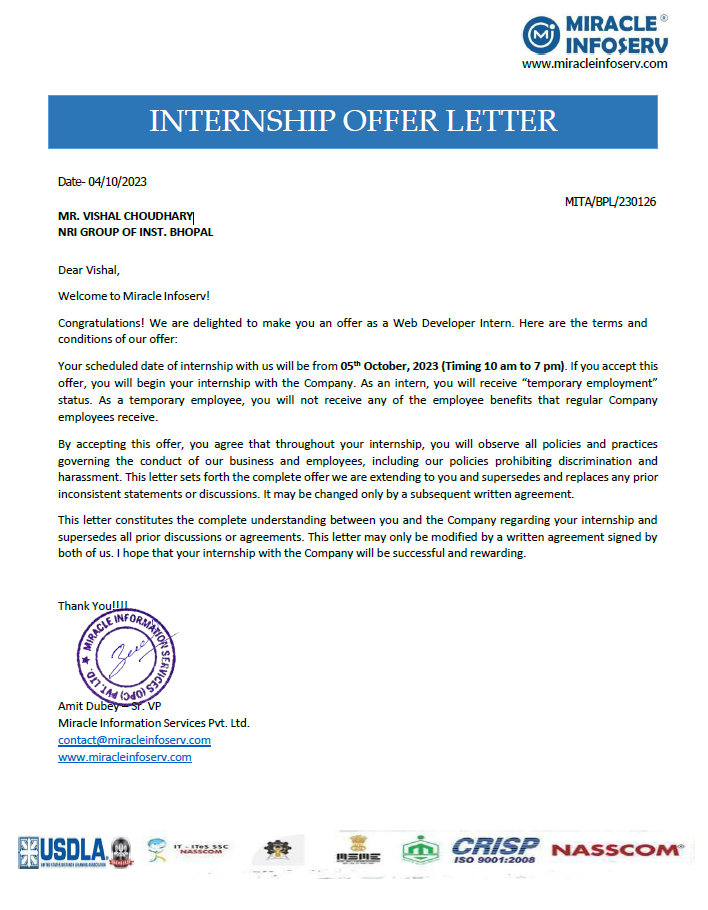 MIRACLE ®
INFOSERV
www.miracleinfoserv.com
INTERNSHIP OFFER LETTER
Date- 04/10/2023
MITA/BPL/230126
MR. VISHAL CHOUDHARY
NRI GROUP OF INST. BHOPAL
Dear Vishal,
Welcome to Miracle Infoserv!
Congratulations! We are delighted to make you an offer as a Web Developer Intern. Here are the terms and
conditions of our offer:
Your scheduled date of internship with us will be from 05th October, 2023 (Timing 10 am to 7 pm). If you accept this
offer, you will begin your internship with the Company. As an intern, you will receive “temporary employment”
status. As a temporary employee, you will not receive any of the employee benefits that regular Company
employees receive.
By accepting this offer, you agree that throughout your internship, you will observe all policies and practices
governing the conduct of our business and employees, including our policies prohibiting discrimination and
harassment. This letter sets forth the complete offer we are extending to you and supersedes and replaces any prior
inconsistent statements or discussions. It may be changed only by a subsequent written agreement.
This letter constitutes the complete understanding between you and the Company regarding your internship and
supersedes all prior discussions or agreements. This letter may only be modified by a written agreement signed by
both of us. I hope that your internship with the Company will be successful and rewarding.
Thank You!!!!
MIRACLE INFORMATION SERVICES (OPC) PVT. LTD.
Amit Dubey – Sr. VP
Miracle Information Services Pvt. Ltd.
contact@miracleinfoserv.com
www.miracleinfoserv.com
USDLA
IT - ITeS SSC
NASSCOM
CRISP
ISO 9001:2008
NASSCOM®